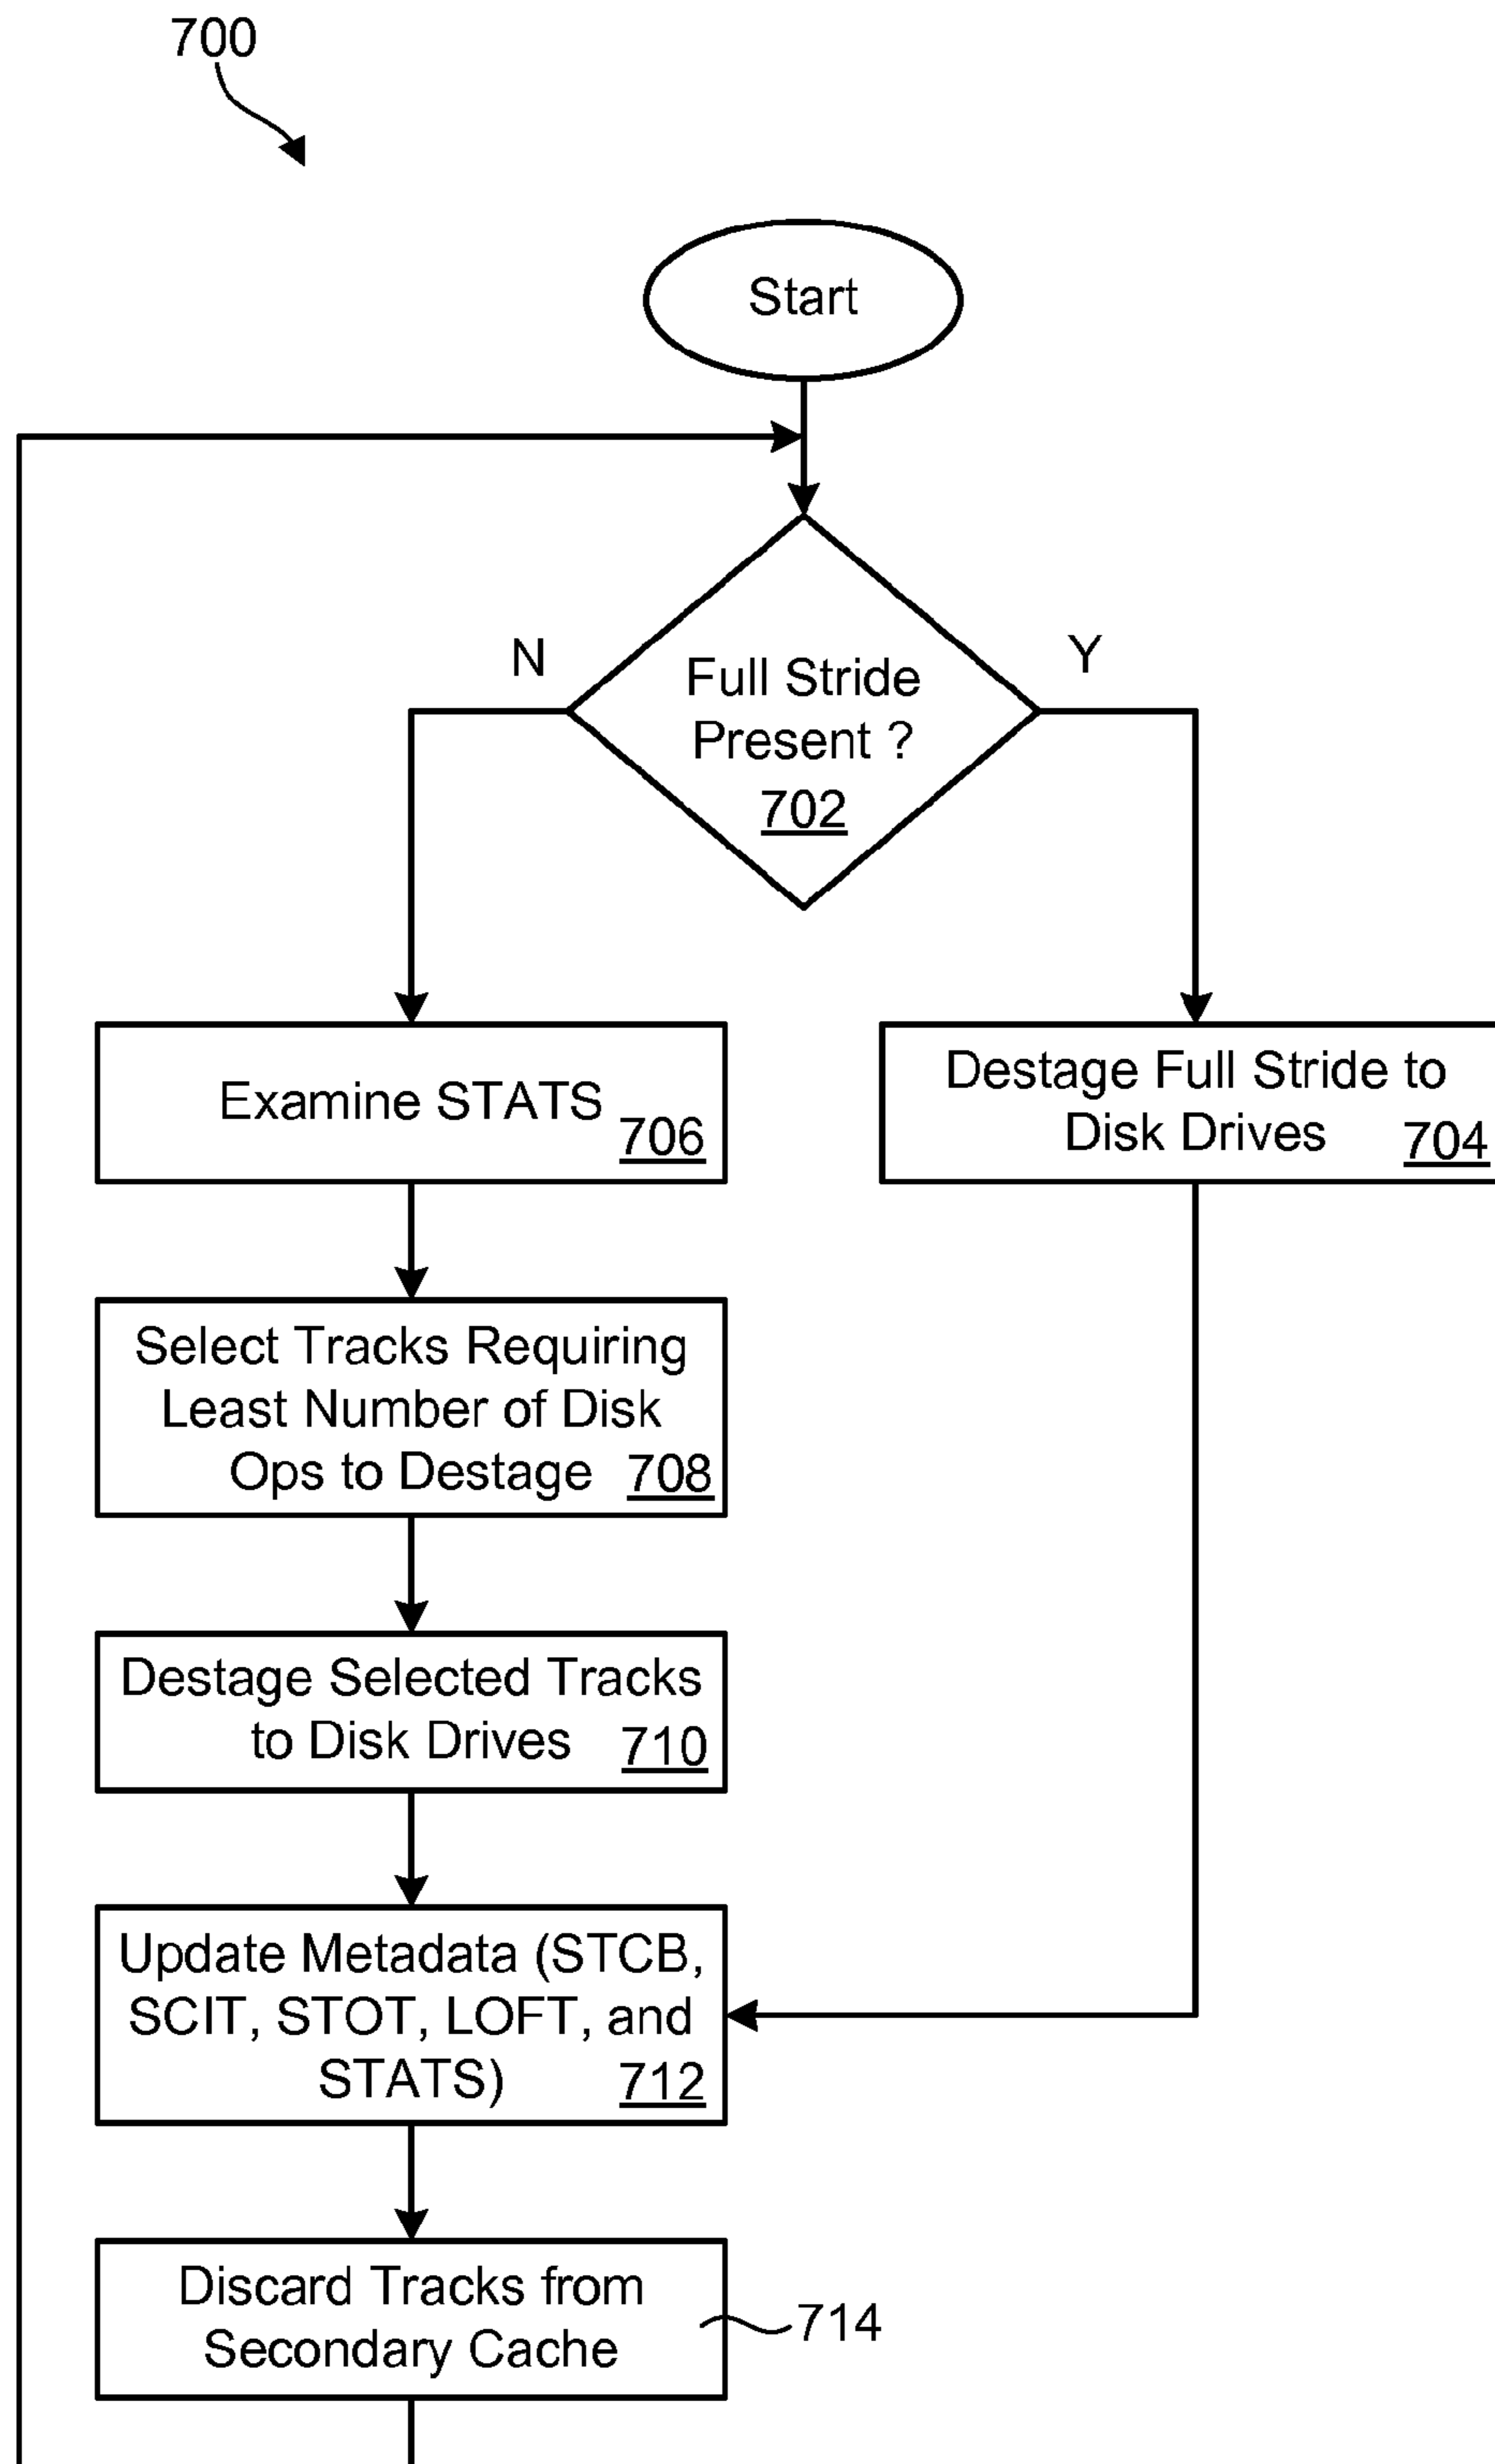 700
Start
N
Y
Full Stride
Present ?
702
Examine STATS
706
Destage Full Stride to
Disk Drives 704
Select Tracks Requiring
Least Number of Disk
Ops to Destage 708
Destage Selected Tracks
to Disk Drives 710
Update Metadata (STCB,
SCIT, STOT, LOFT, and
STATS) 712
Discard Tracks from
Secondary Cache
714